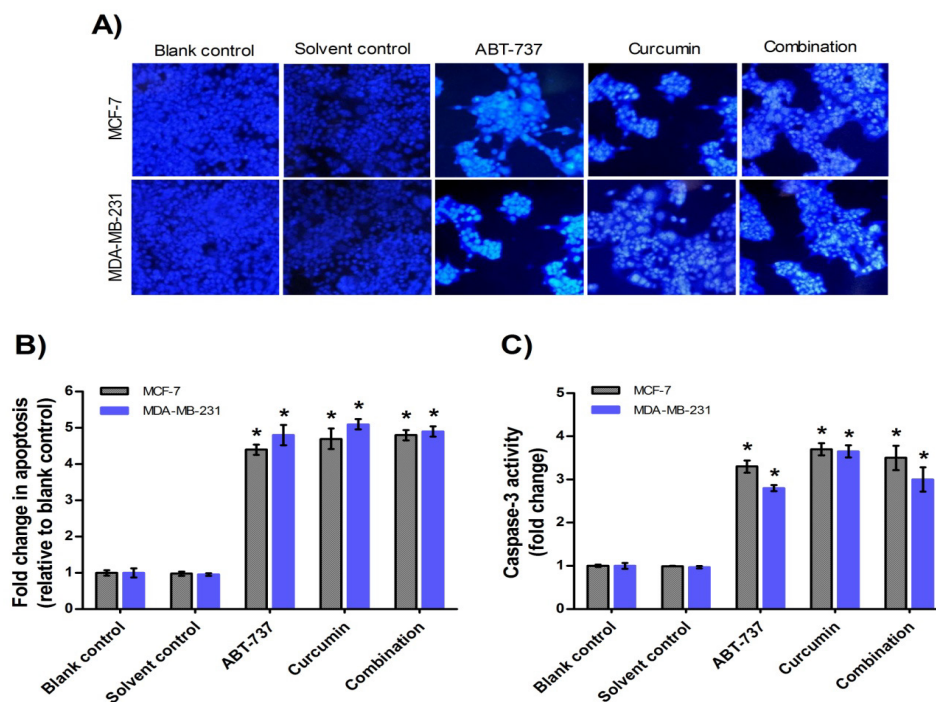 A)
Blank control Solvent control ABT-737 Curcumin Combination
MCF-7
MDA-MB-231
B)
MCF-7
MDA-MB-231
Fold change in apoptosis
(relative to blank control)
6
5
4
3
2
1
0
* * * * * *
Blank control Solvent control ABT-737 Curcumin Combination
C)
MCF-7
MDA-MB-231
Caspase-3 activity
(fold change)
5
4
3
2
1
0
* * * * * *
Blank control Solvent control ABT-737 Curcumin Combination